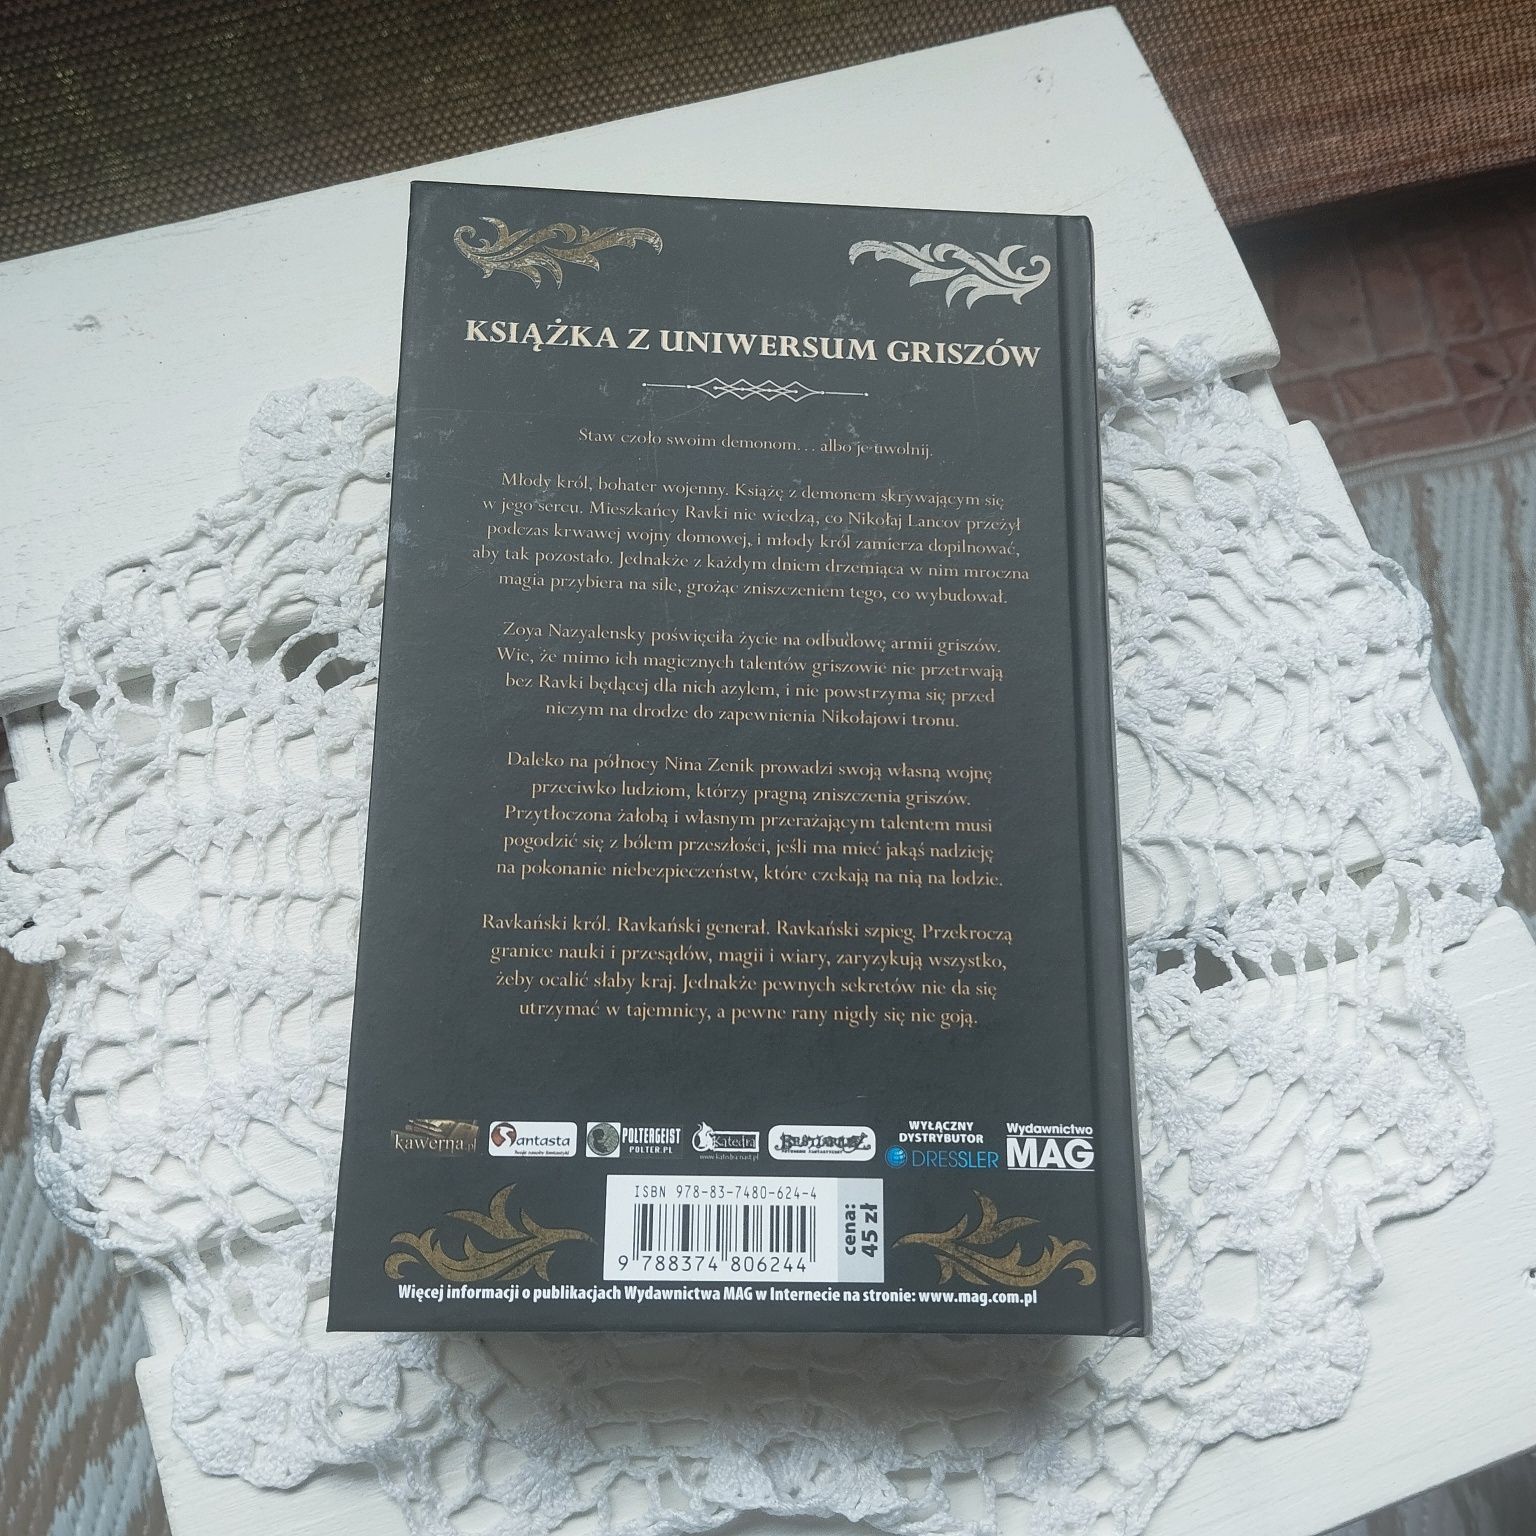 KSIĄŻKA Z UNIWERSUM GRISZÓW
Staw czoło swoim demonom... albo je uwolnij.
Młody król, bohater wojenny. Książę z demonem skrywającym się
w jego sercu. Mieszkańcy Ravki nie wiedzą, co Nikołaj Lancov przeżył
podczas krwawej wojny domowej, i młody król zamierza dopilnować,
aby tak pozostało. Jednakże z każdym dniem drzemiąca w nim mroczna
magia przybiera na sile, grożąc zniszczeniem tego, co wybudował.
Zoya Nazyalensky poświęciła życie na odbudowę armii griszów.
Wie, że mimo ich magicznych talentów griszowie nie przetrwają
bez Ravki będącej dla nich azylem, i nie powstrzyma się przed
niczym na drodze do zapewnienia Nikołajowi tronu.
Daleko na północy Nina Zenik prowadzi swoją własną wojnę
przeciwko ludziom, którzy pragną zniszczenia griszów.
Przytłoczona żałobą i własnym przerażającym talentem musi
pogodzić się z bólem przeszłości, jeśli ma mieć jakąś nadzieję
na pokonanie niebezpieczeństw, które czekają na nią na lodzie.
Ravkański król. Ravkański generał. Ravkański szpieg. Przekroczą
granice nauki i przesądów, magii i wiary, zaryzykują wszystko,
żeby ocalić słaby kraj. Jednakże pewnych sekretów nie da się
utrzymać w tajemnicy, a pewne rany nigdy się nie goją.
kawerna.pl
Fantasta
POLTERGEIST
POLTER.PL
Katedra
www.katedra.nast.pl
WYŁĄCZNY
DYSTRYBUTOR
DRESSLER
Wydawnictwo
MAG
ISBN 978-83-7480-624-4
9 788374 806244
cena:
45 zł
Więcej informacji o publikacjach Wydawnictwa MAG w Internecie na stronie: www.mag.com.pl